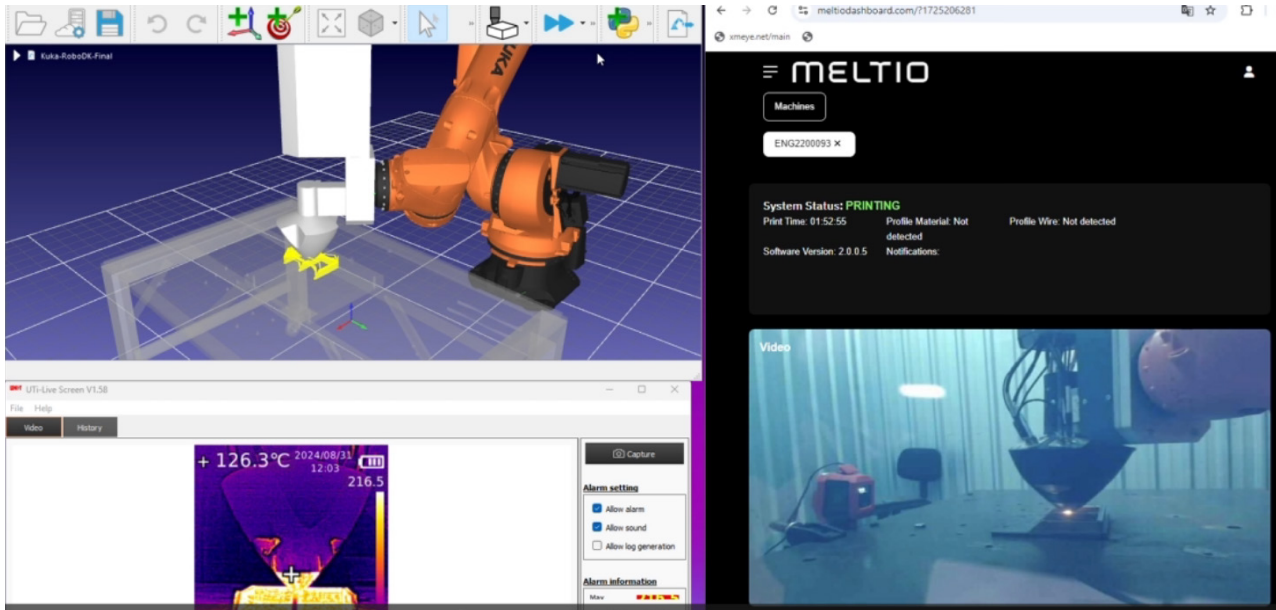 Kuka-RoboDK-Final
KUKA
UTi-Live Screen V1.58
File Help
Video History
+ 126.3°C 2024/08/31
12:03
216.5
Capture
Alarm setting
Allow alarm
Allow sound
Allow log generation
Alarm information
Max
meltiodashboard.com/?1725206281
xmeye.net/main
MELTIO
Machines
ENG2200093 ×
System Status: PRINTING
Print Time: 01:52:55 Profile Material: Not detected Profile Wire: Not detected
Software Version: 2.0.0.5 Notifications:
Video